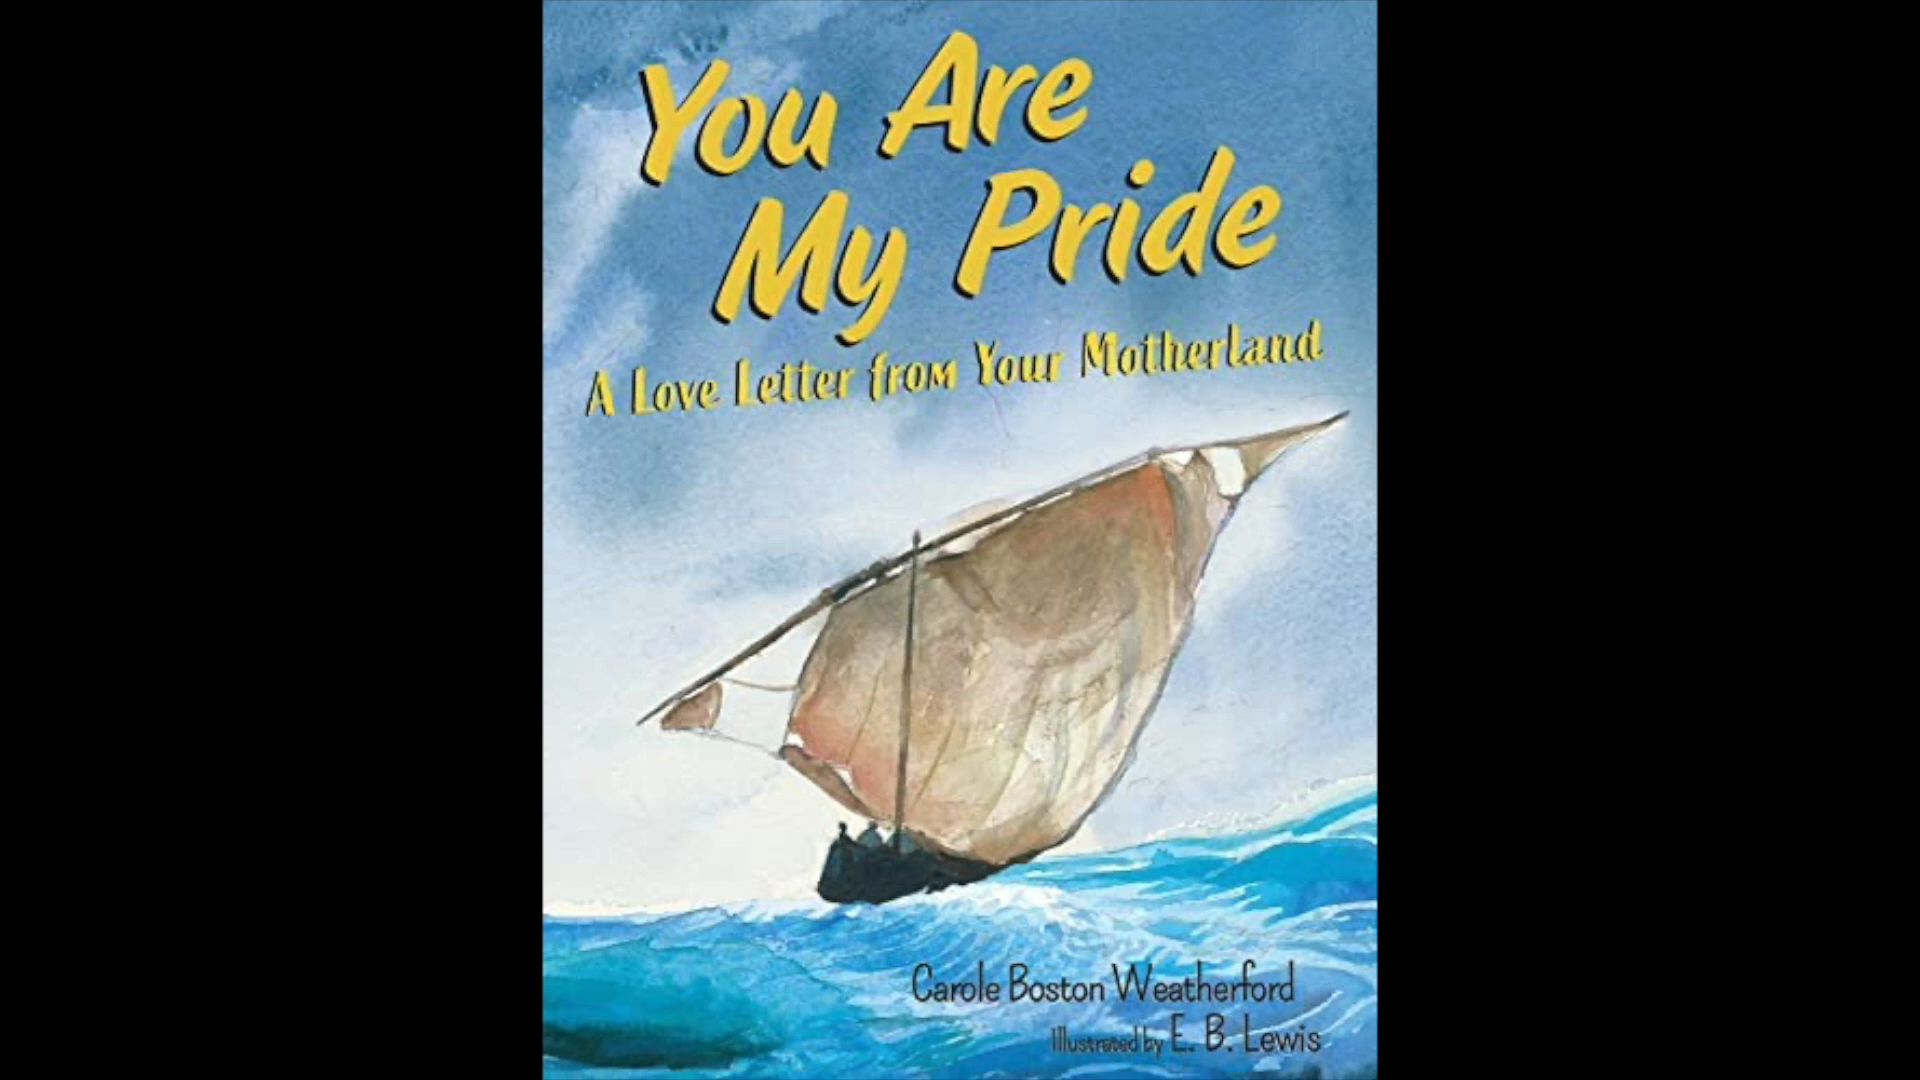 You Are
My Pride
A Love Letter from Your Motherland
Carole Boston Weatherford
Illustrated by E. B. Lewis